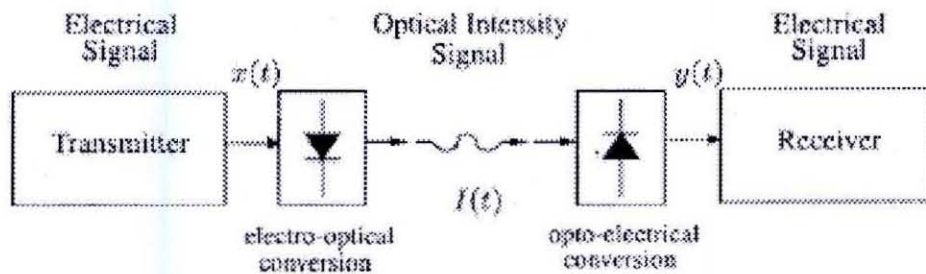 Electrical
Signal
Optical Intensity
Signal
Electrical
Signal
x(t)
y(t)
Transmitter
Receiver
I(t)
electro-optical
conversion
opto-electrical
conversion